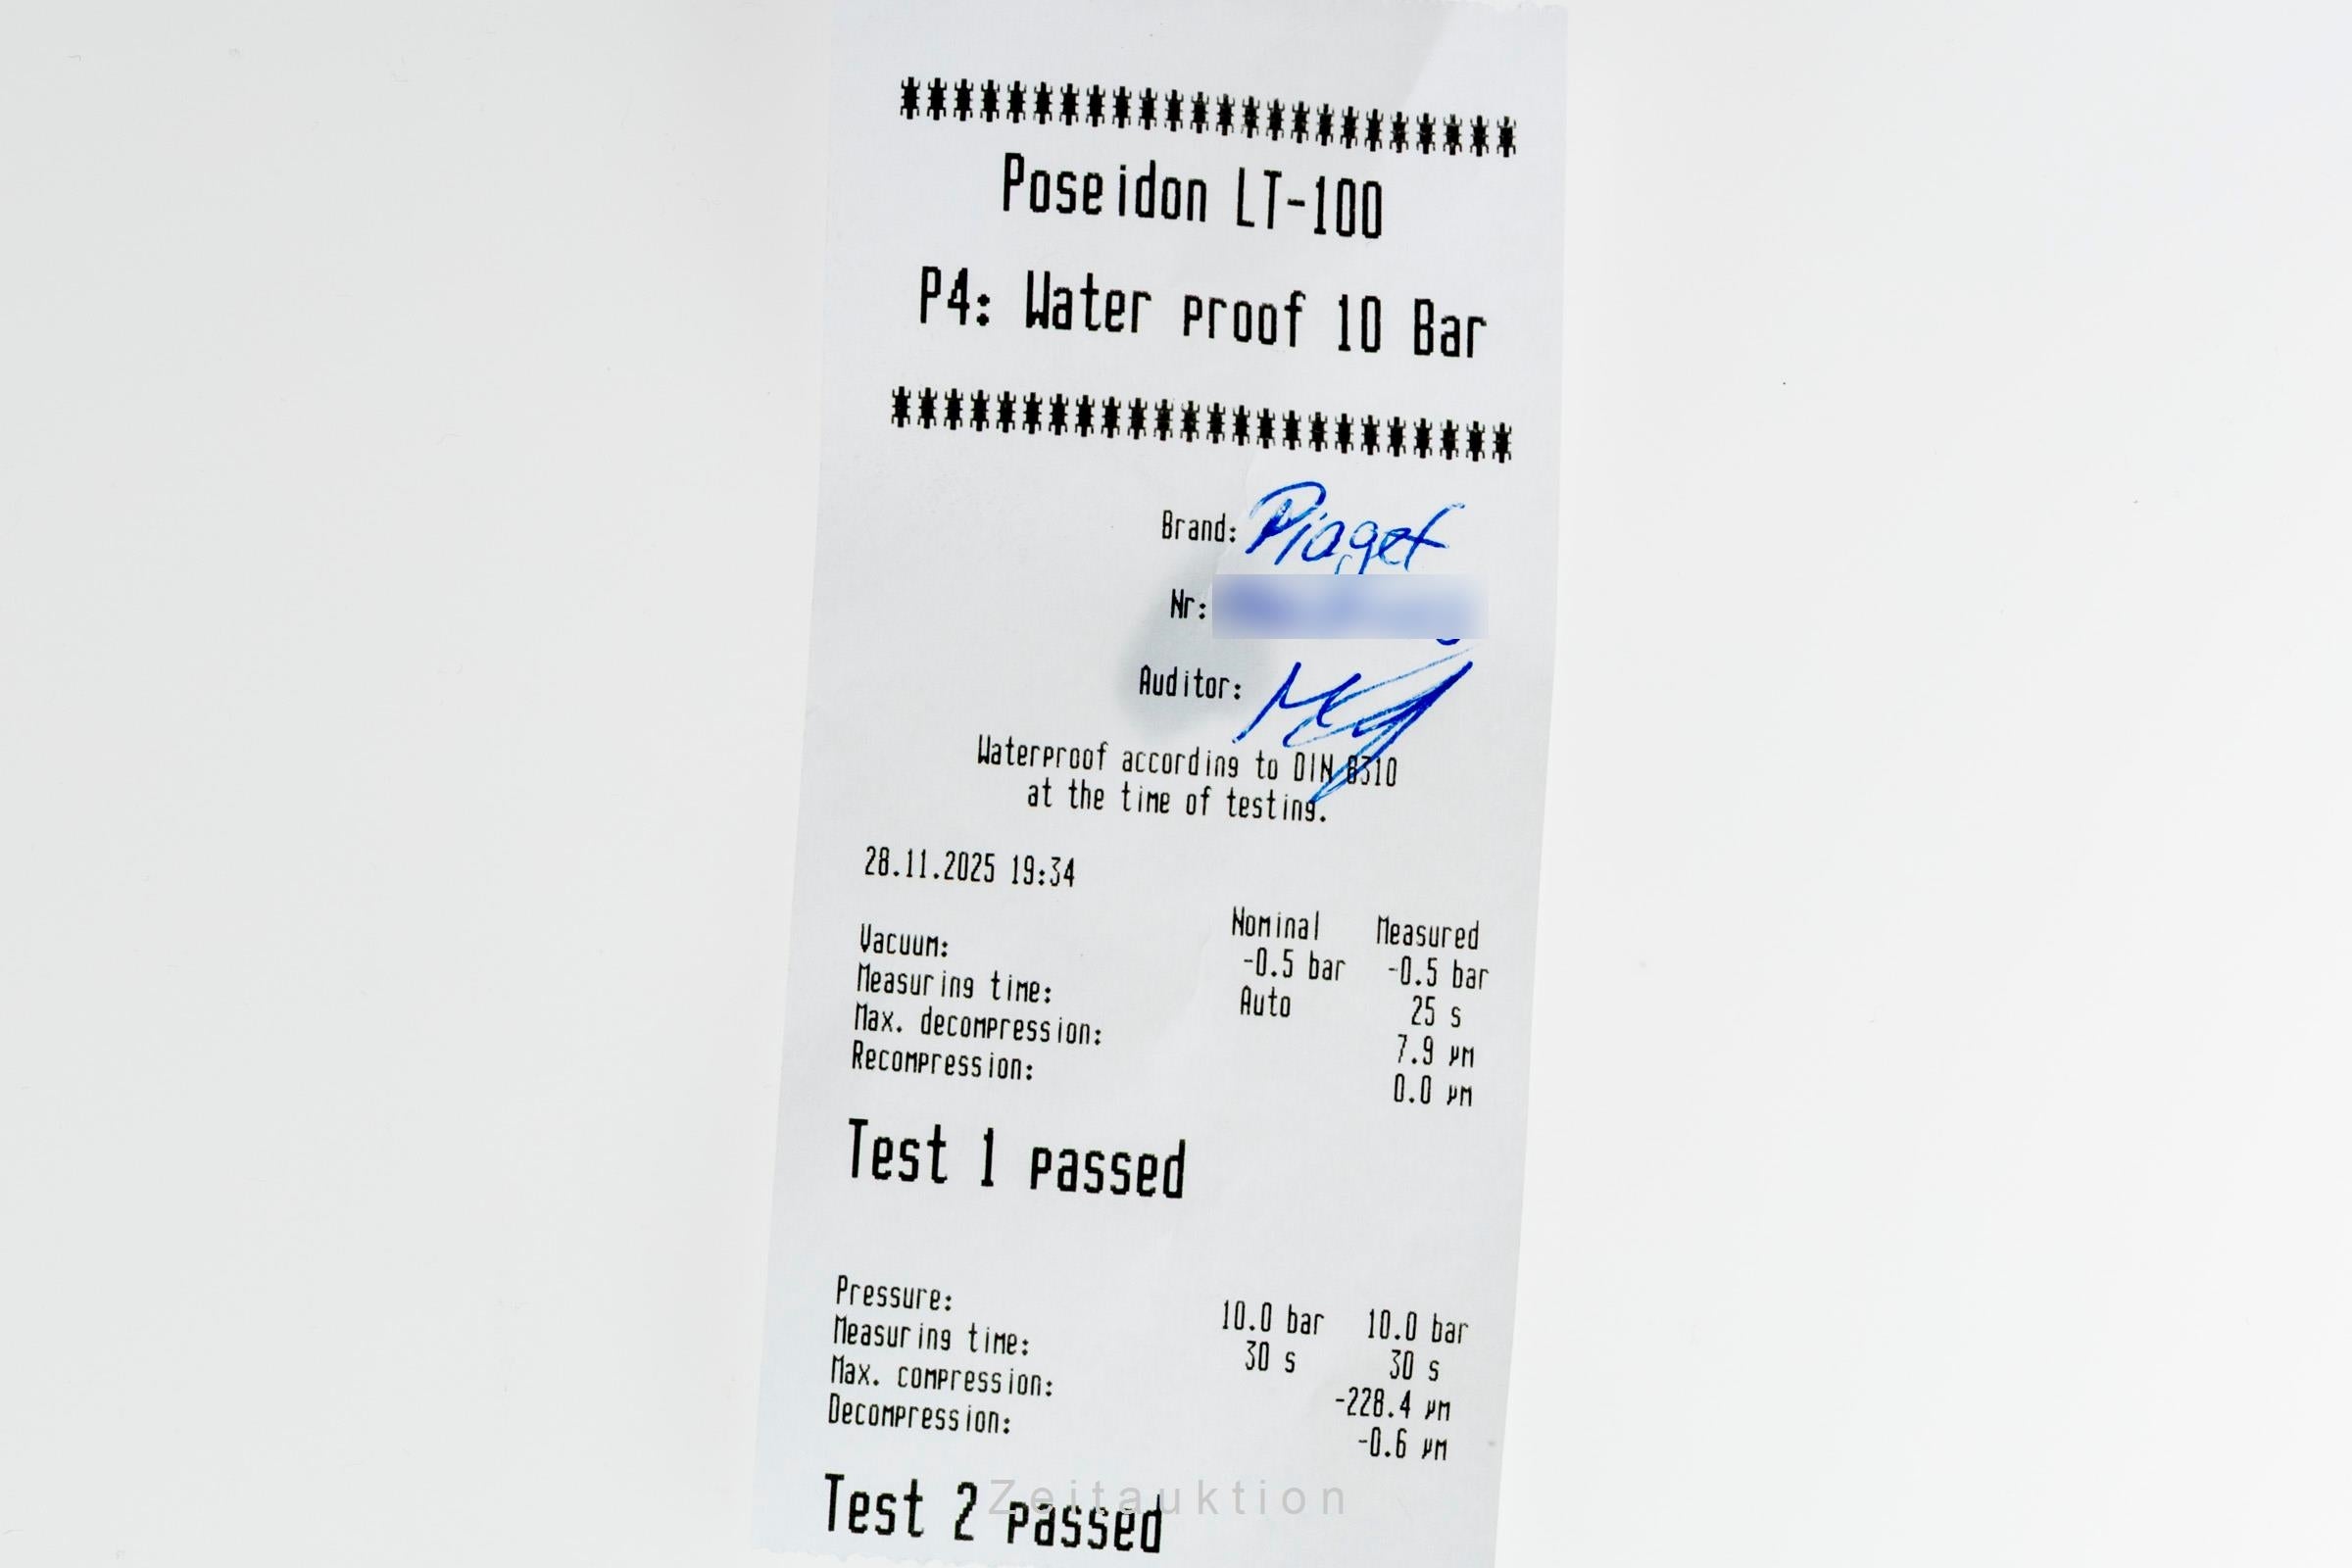 ************************
Poseidon LT-100
P4: Water proof 10 Bar
************************
Brand: Piaget
Nr:
Auditor:
Waterproof according to DIN 8310
at the time of testing.
28.11.2025 19:34
Nominal Measured
Vacuum: -0.5 bar -0.5 bar
Measuring time: Auto 25 s
Max. decompression: 7.9 µm
Recompression: 0.0 µm
Test 1 passed
Pressure: 10.0 bar 10.0 bar
Measuring time: 30 s 30 s
Max. compression: -228.4 µm
Decompression: -0.6 µm
Test 2 passed
Zeitauktion